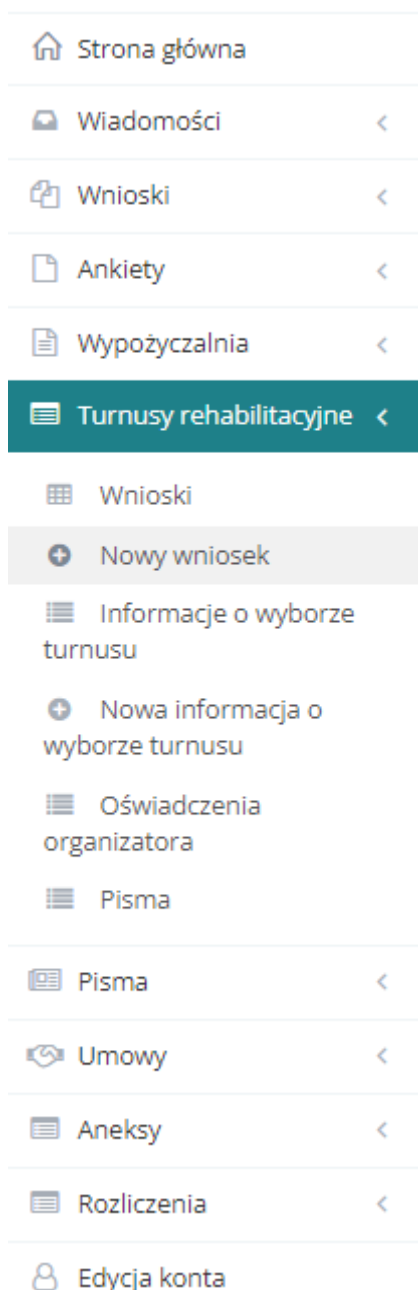 Strona główna
Wiadomości
Wnioski
Ankiety
Wypożyczalnia
Turnusy rehabilitacyjne
Wnioski
Nowy wniosek
Informacje o wyborze
turnusu
Nowa informacja o
wyborze turnusu
Oświadczenia
organizatora
Pisma
Pisma
Umowy
Aneksy
Rozliczenia
Edycja konta